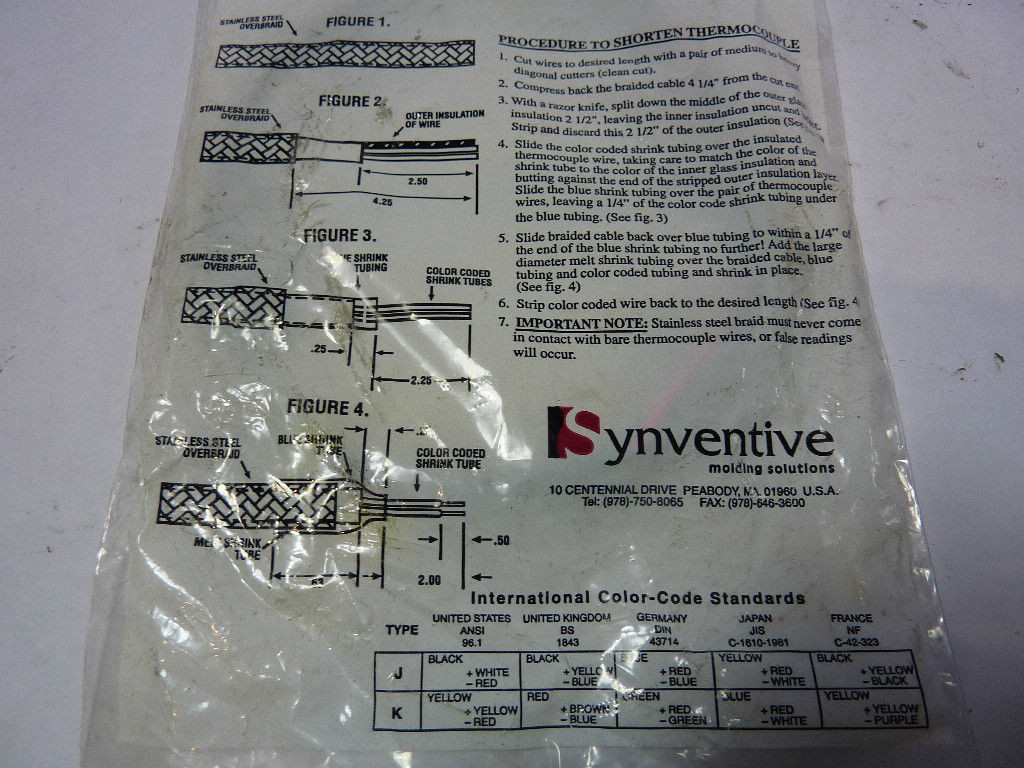 STAINLESS STEEL
OVERBRAID
FIGURE 1.
FIGURE 2.
STAINLESS STEEL
OVERBRAID
OUTER INSULATION
OF WIRE
2.50
4.25
FIGURE 3.
STAINLESS STEEL
OVERBRAID
SHRINK
TUBING
COLOR CODED
SHRINK TUBES
.25
2.25
FIGURE 4.
STAINLESS STEEL
OVERBRAID
BLUE SHRINK
TUBE
COLOR CODED
SHRINK TUBE
MELT SHRINK
TUBE
.63
2.00
.50
PROCEDURE TO SHORTEN THERMOCOUPLE
1. Cut wires to desired length with a pair of medium to heavy
diagonal cutters (clean cut).
2. Compress back the braided cable 4 1/4" from the cut end
3. With a razor knife, split down the middle of the outer
insulation 2 1/2", leaving the inner insulation uncut and
Strip and discard this 2 1/2" of the outer insulation (See
4. Slide the color coded shrink tubing over the insulated
thermocouple wire, taking care to match the color of the
shrink tube to the color of the inner glass insulation and
butting against the end of the stripped outer insulation layer
Slide the blue shrink tubing over the pair of thermocouple
wires, leaving a 1/4" of the color code shrink tubing under
the blue tubing. (See fig. 3)
5. Slide braided cable back over blue tubing to within a 1/4" of
the end of the blue shrink tubing no further! Add the large
diameter melt shrink tubing over the braided cable, blue
tubing and color coded tubing and shrink in place.
(See fig. 4)
6. Strip color coded wire back to the desired length (See fig. 4
7. IMPORTANT NOTE: Stainless steel braid must never come
in contact with bare thermocouple wires, or false readings
will occur.
Synventive
molding solutions
10 CENTENNIAL DRIVE PEABODY, MA 01960 U.S.A.
Tel: (978)-750-8065 FAX: (978)-646-3600
International Color-Code Standards
TYPE
UNITED STATES
ANSI
96.1
UNITED KINGDOM
BS
1843
GERMANY
DIN
43714
JAPAN
JIS
C-1610-1981
FRANCE
NF
C-42-323
J
BLACK
+ WHITE
- RED
BLACK
+ YELLOW
- BLUE
BLUE
+ RED
- BLUE
YELLOW
+ RED
- WHITE
BLACK
+ YELLOW
- BLACK
K
YELLOW
+ YELLOW
- RED
RED
+ BROWN
- BLUE
GREEN
+ RED
- GREEN
BLUE
+ RED
- WHITE
YELLOW
+ YELLOW
- PURPLE